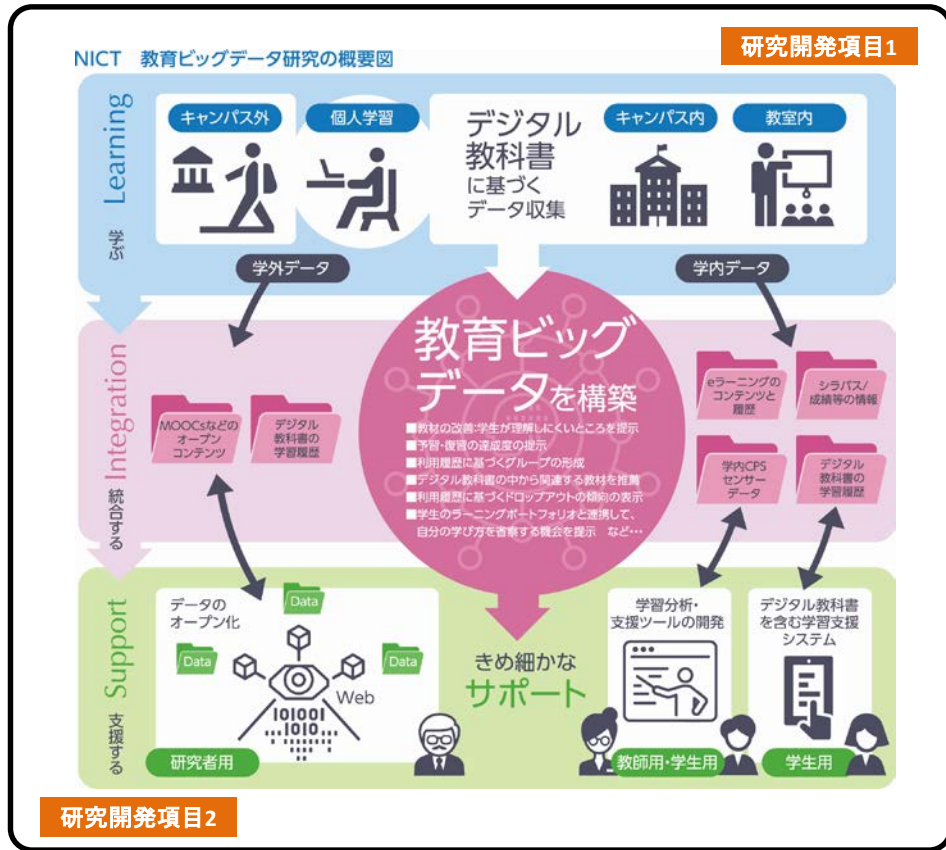 研究開発項目1
NICT 教育ビッグデータ研究の概要図
Learning
学ぶ
キャンパス外
個人学習
デジタル
教科書
に基づく
データ収集
キャンパス内
教室内
学外データ
学内データ
Integration
統合する
MOOCsなどの
オープン
コンテンツ
デジタル
教科書の
学習履歴
教育ビッグ
データを構築
■教材の改善:学生が理解しにくいところを提示
■予習・復習の達成度の提示
■利用履歴に基づくグループの形成
■デジタル教科書の中から関連する教材を推薦
■利用履歴に基づくドロップアウトの傾向の表示
■学生のラーニングポートフォリオと連携して、
自分の学び方を省察する機会を提示 など…
eラーニングの
コンテンツと
履歴
シラバス/
成績等の情報
学内CPS
センサー
データ
デジタル
教科書の
学習履歴
Support
支援する
データの
オープン化
Data
Data
Data
Web
101001
1010
研究者用
きめ細かな
サポート
学習分析・
支援ツールの開発
教師用・学生用
デジタル教科書
を含む学習支援
システム
学生用
研究開発項目2